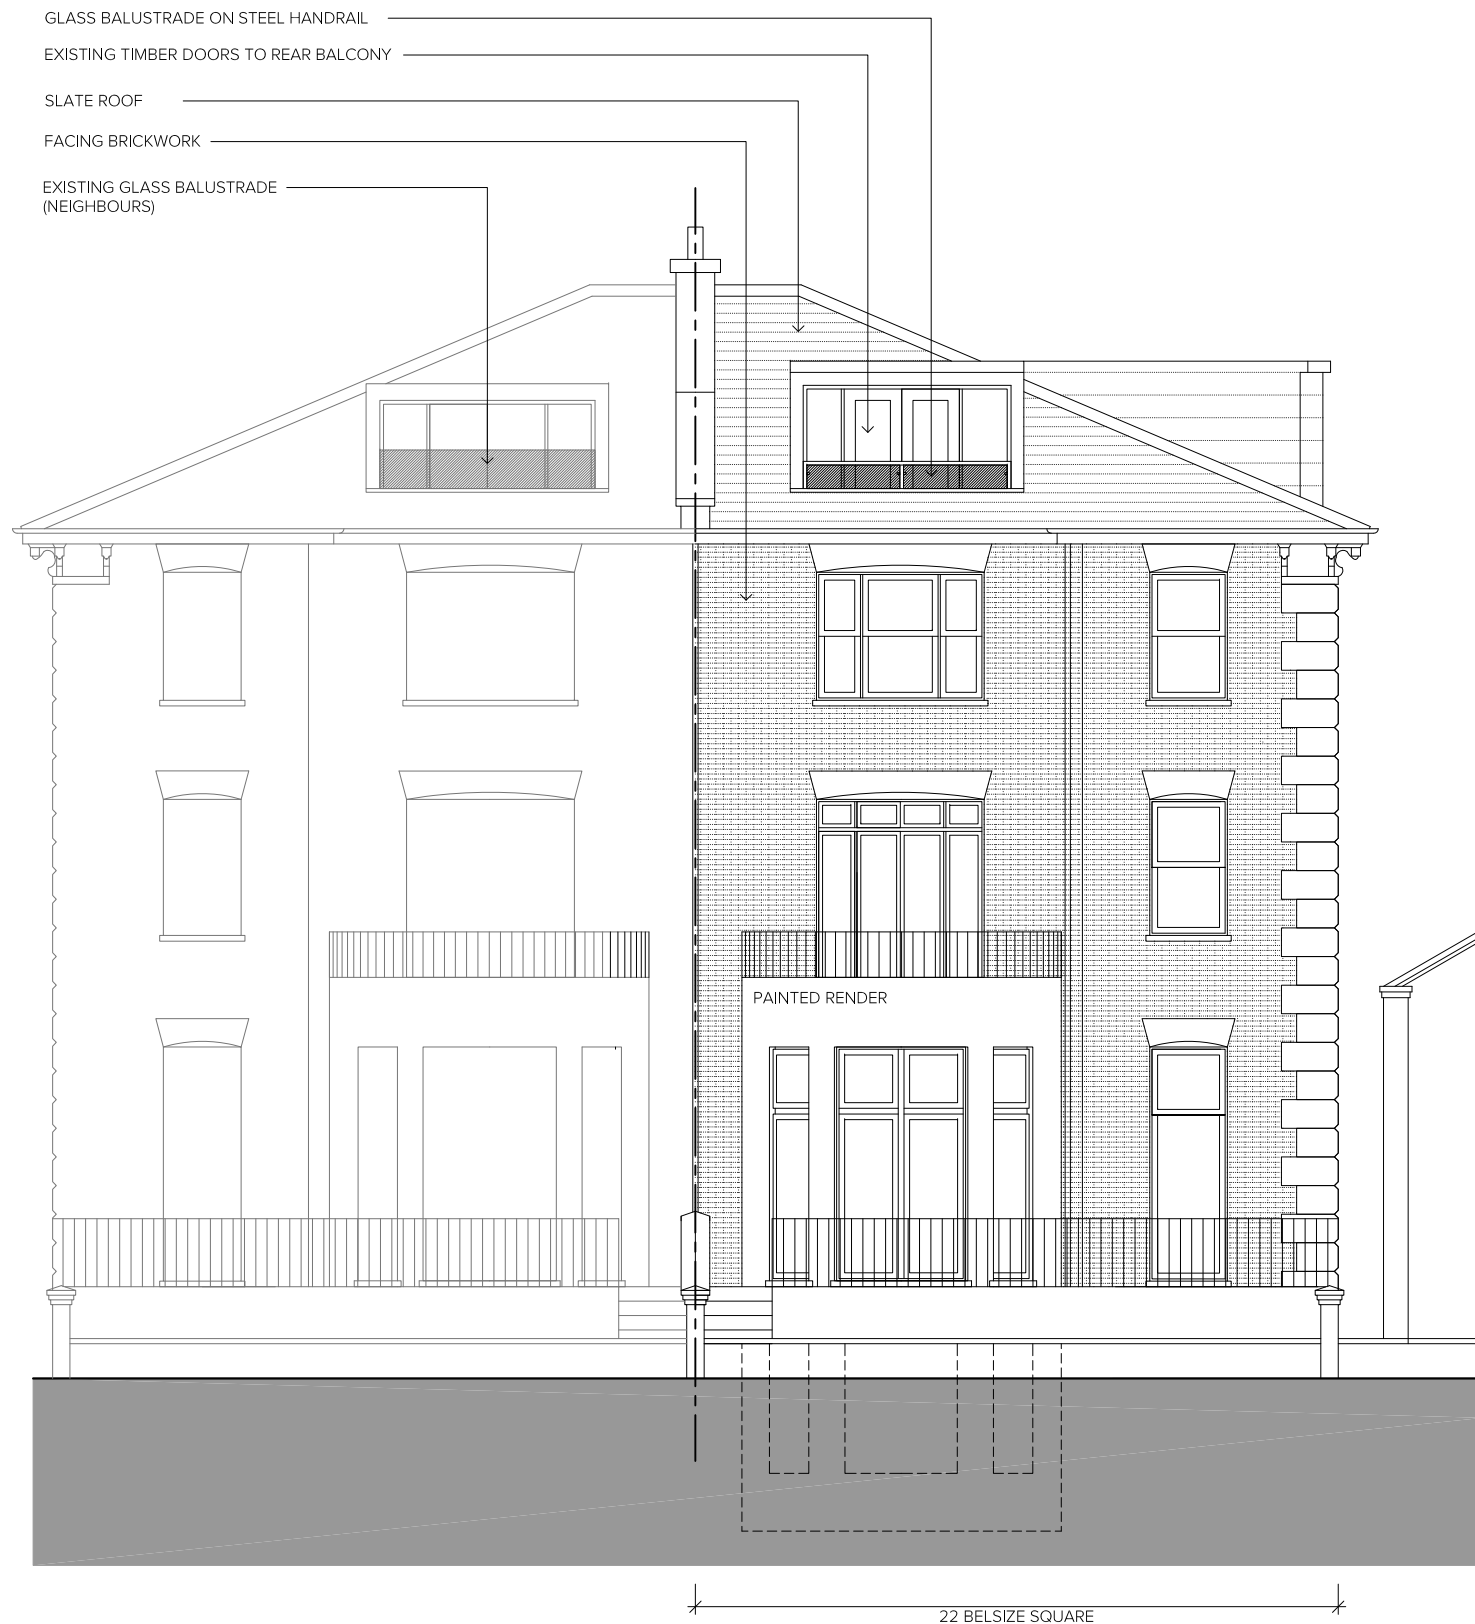 GLASS BALUSTRADE ON STEEL HANDRAIL
EXISTING TIMBER DOORS TO REAR BALCONY
SLATE ROOF
FACING BRICKWORK
EXISTING GLASS BALUSTRADE
(NEIGHBOURS)
PAINTED RENDER
22 BELSIZE SQUARE